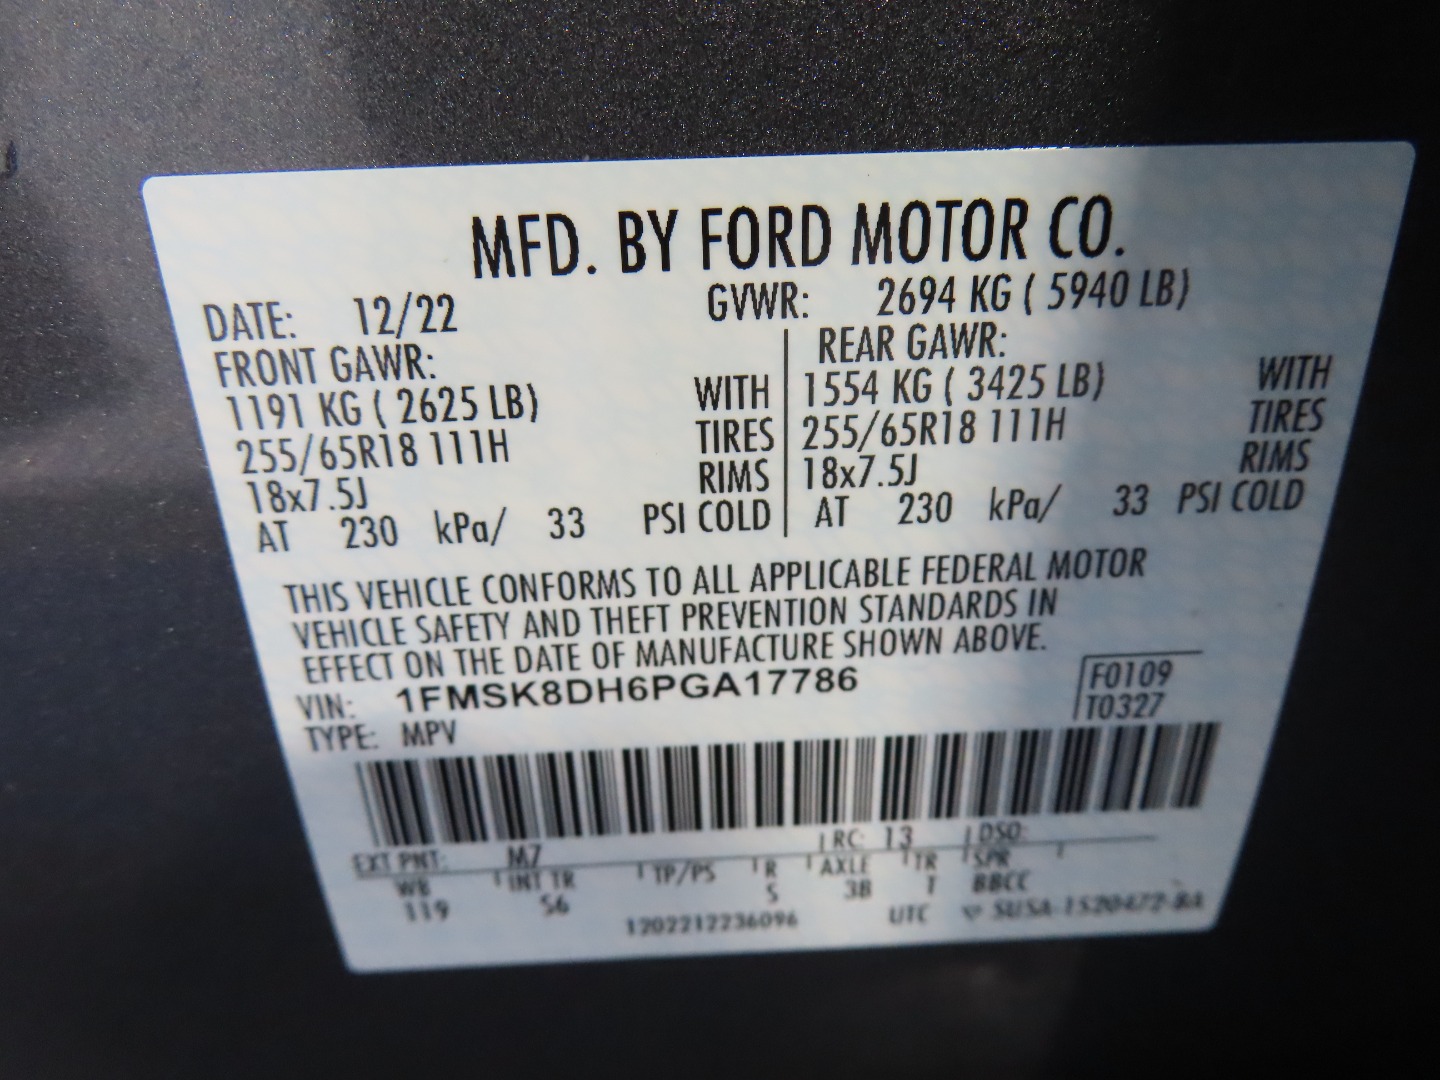 MFD. BY FORD MOTOR CO.
DATE: 12/22 GVWR: 2694 KG ( 5940 LB)
FRONT GAWR: REAR GAWR:
1191 KG ( 2625 LB) WITH 1554 KG ( 3425 LB) WITH
255/65R18 111H TIRES 255/65R18 111H TIRES
18x7.5J RIMS 18x7.5J RIMS
AT 230 kPa/ 33 PSI COLD AT 230 kPa/ 33 PSI COLD
THIS VEHICLE CONFORMS TO ALL APPLICABLE FEDERAL MOTOR
VEHICLE SAFETY AND THEFT PREVENTION STANDARDS IN
EFFECT ON THE DATE OF MANUFACTURE SHOWN ABOVE.
VIN: 1FMSK8DH6PGA17786 F0109
TYPE: MPV T0327
EXT PNT: M7 RC: 13 DSO:
WB INT TR TP/PS R AXLE TR SPR
119 S6 S 3B T BBCC
1202212236096 UTC